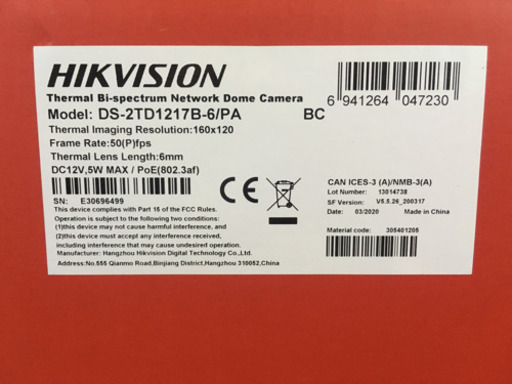 HIKVISION
Thermal Bi-spectrum Network Dome Camera
Model: DS-2TD1217B-6/PA BC
6 941264 047230
Thermal Imaging Resolution:160x120
Frame Rate:50(P)fps
Thermal Lens Length:6mm
DC12V,5W MAX / PoE(802.3af)
SN: E30696499
This device complies with Part 15 of the FCC Rules.
Operation is subject to the following two conditions:
(1)this device may not cause harmful interference, and
(2)this device must accept any interference received,
including interference that may cause undesired operation.
Manufacturer: Hangzhou Hikvision Digital Technology Co.,Ltd.
Address:No.555 Qianmo Road,Binjiang District,Hangzhou 310052,China
CE
CAN ICES-3 (A)/NMB-3(A)
Lot No.: 13014738
SF Version: V5.5.26_200317
Date: 03/2020 Made in China
Material code: 305401205